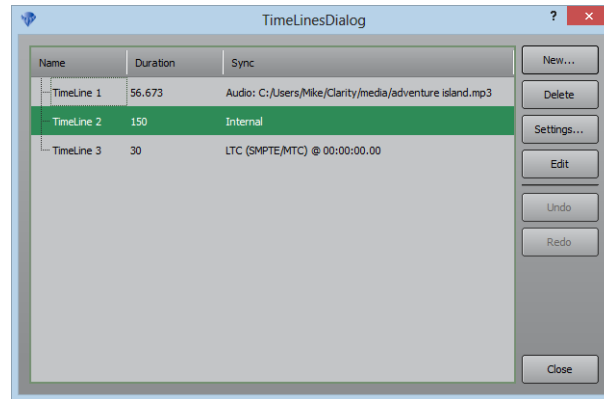 TimeLinesDialog
?
Name Duration Sync
TimeLine 1 56.673 Audio: C:/Users/Mike/Clarity/media/adventure island.mp3
TimeLine 2 150 Internal
TimeLine 3 30 LTC (SMPTE/MTC) @ 00:00:00.00
New...
Delete
Settings...
Edit
Undo
Redo
Close